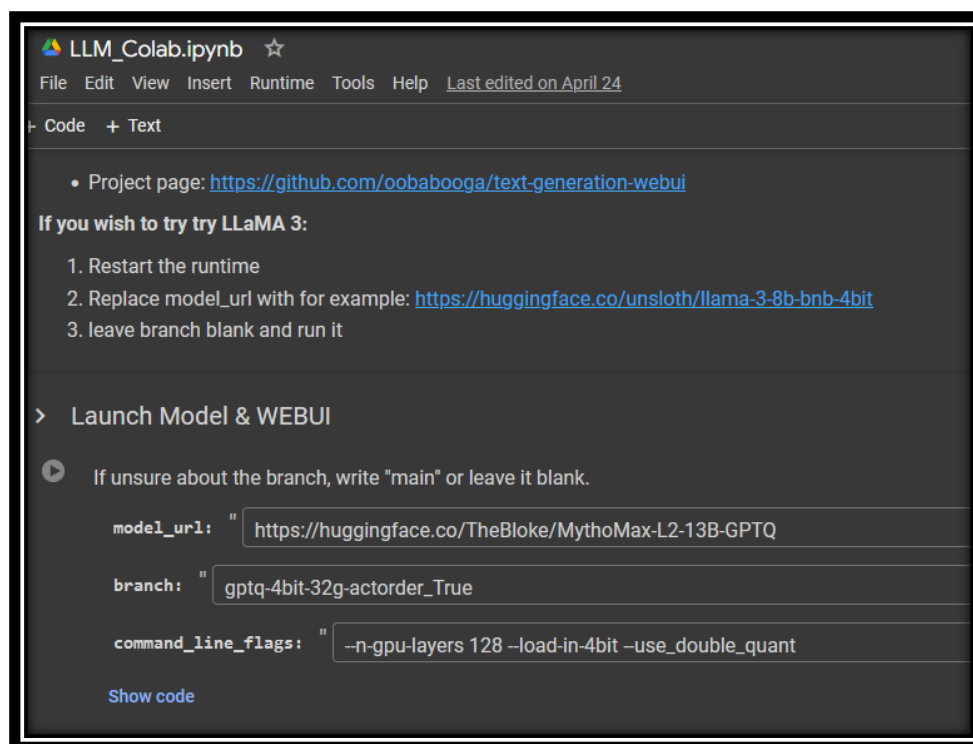 LLM_Colab.ipynb
File Edit View Insert Runtime Tools Help Last edited on April 24
+ Code + Text
• Project page: https://github.com/oobabooga/text-generation-webui
If you wish to try try LLaMA 3:
1. Restart the runtime
2. Replace model_url with for example: https://huggingface.co/unsloth/llama-3-8b-bnb-4bit
3. leave branch blank and run it
Launch Model & WEBUI
If unsure about the branch, write "main" or leave it blank.
model_url: " https://huggingface.co/TheBloke/MythoMax-L2-13B-GPTQ
branch: " gptq-4bit-32g-actorder_True
command_line_flags: " --n-gpu-layers 128 --load-in-4bit --use_double_quant
Show code